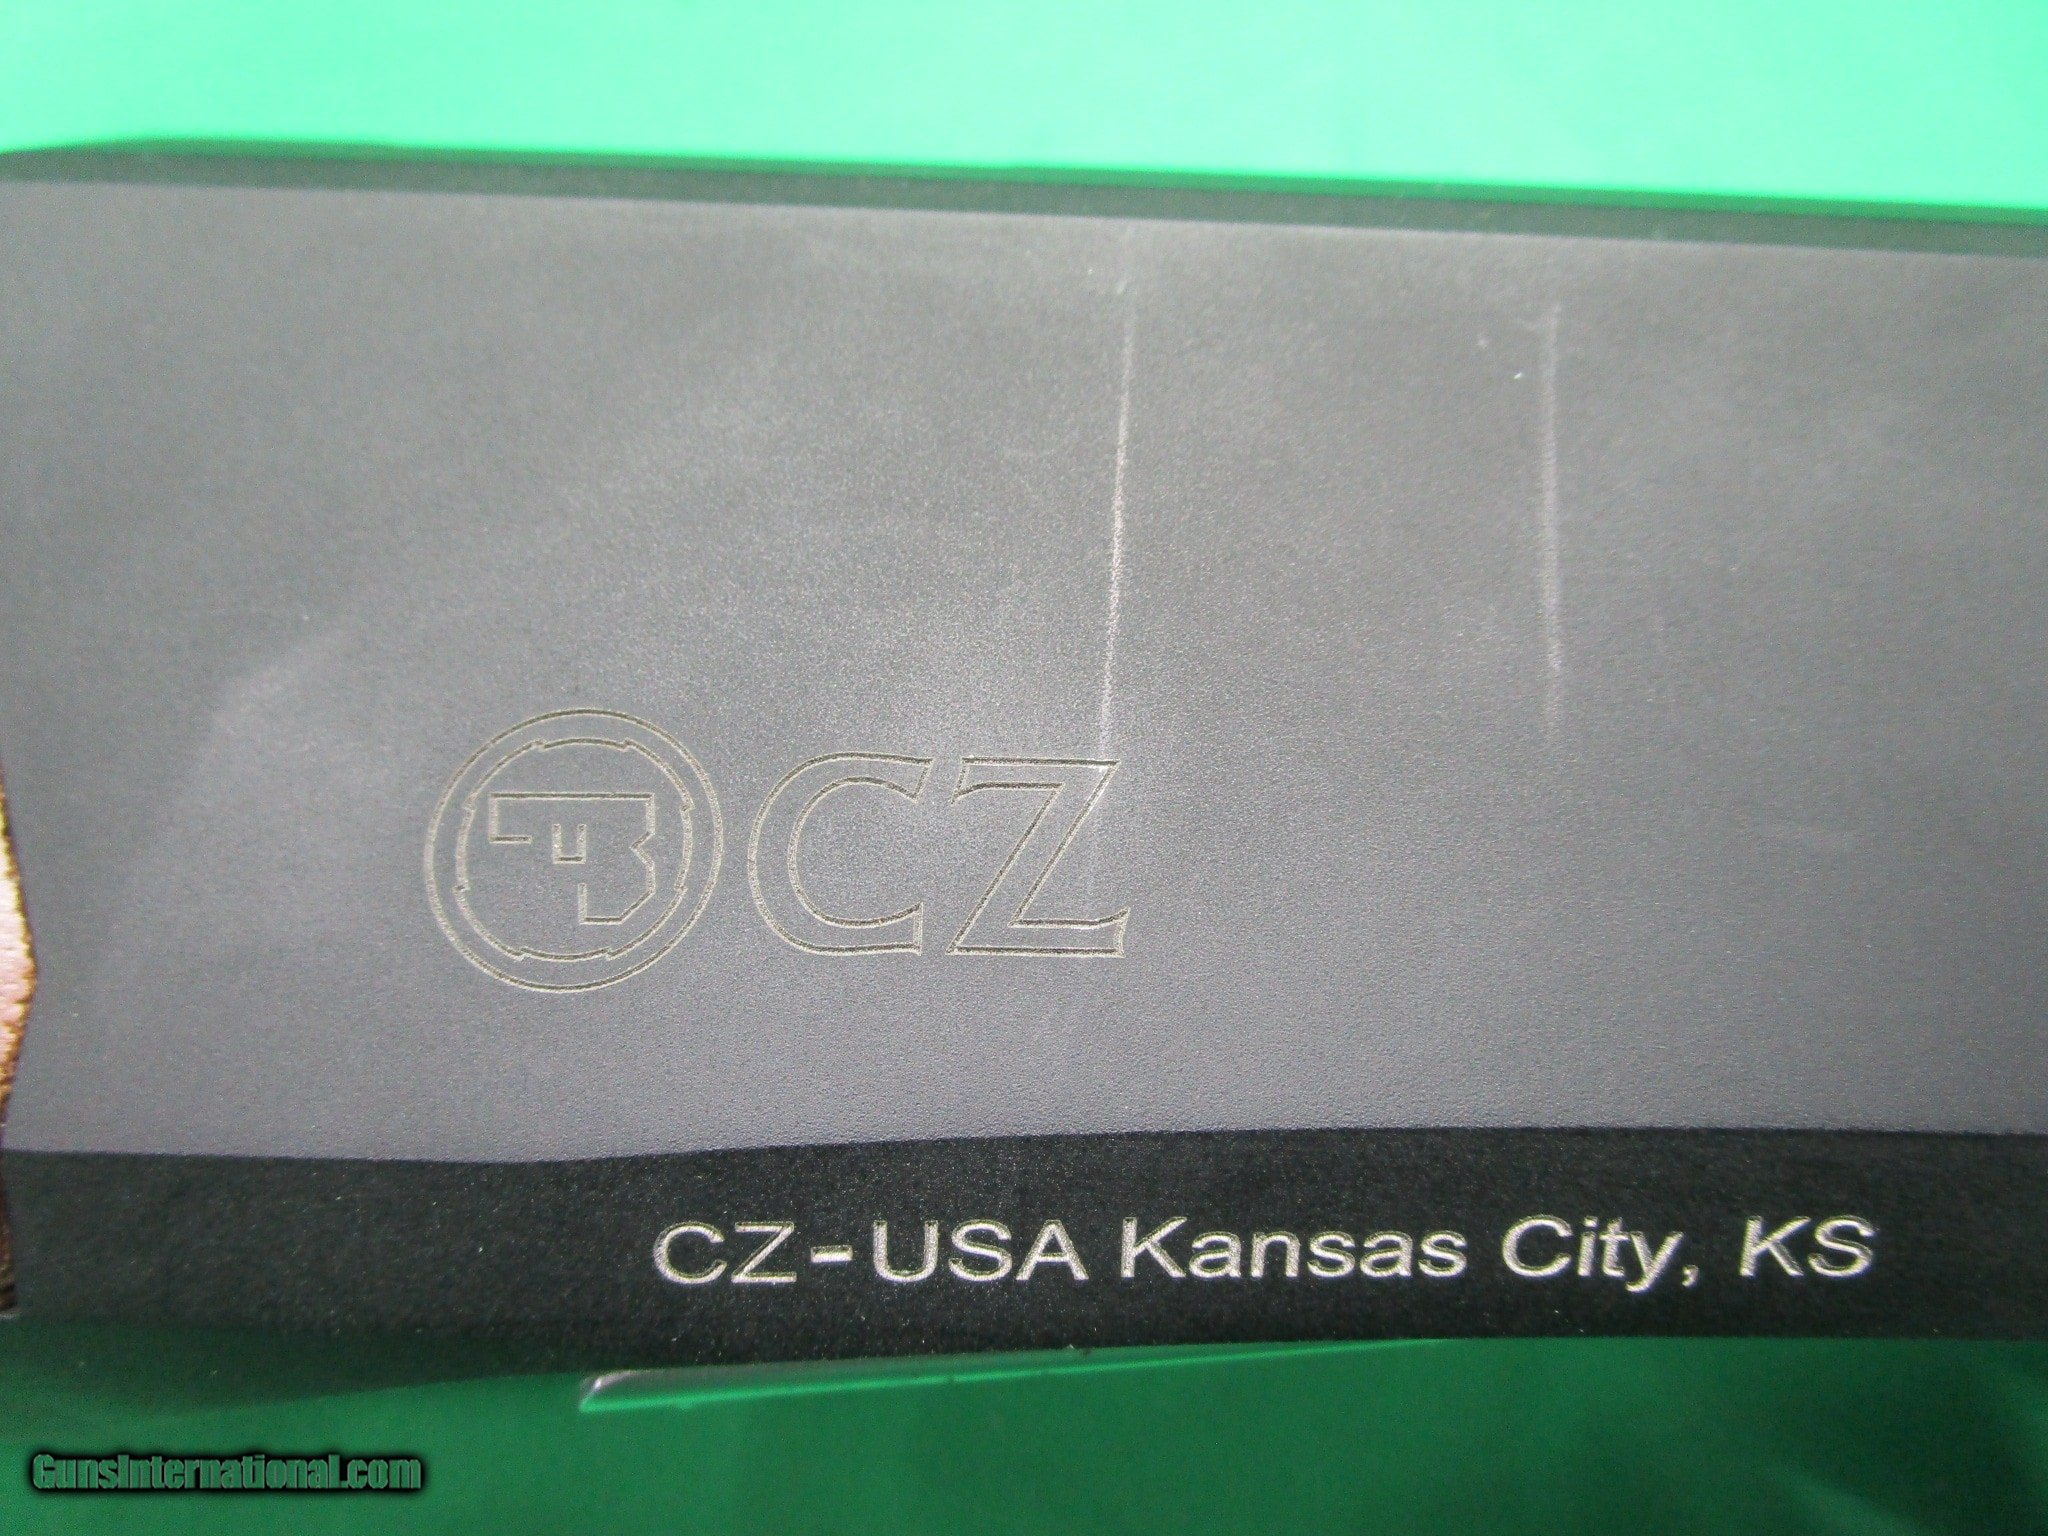 CZ
CZ-USA Kansas City, KS
GunsInternational.com